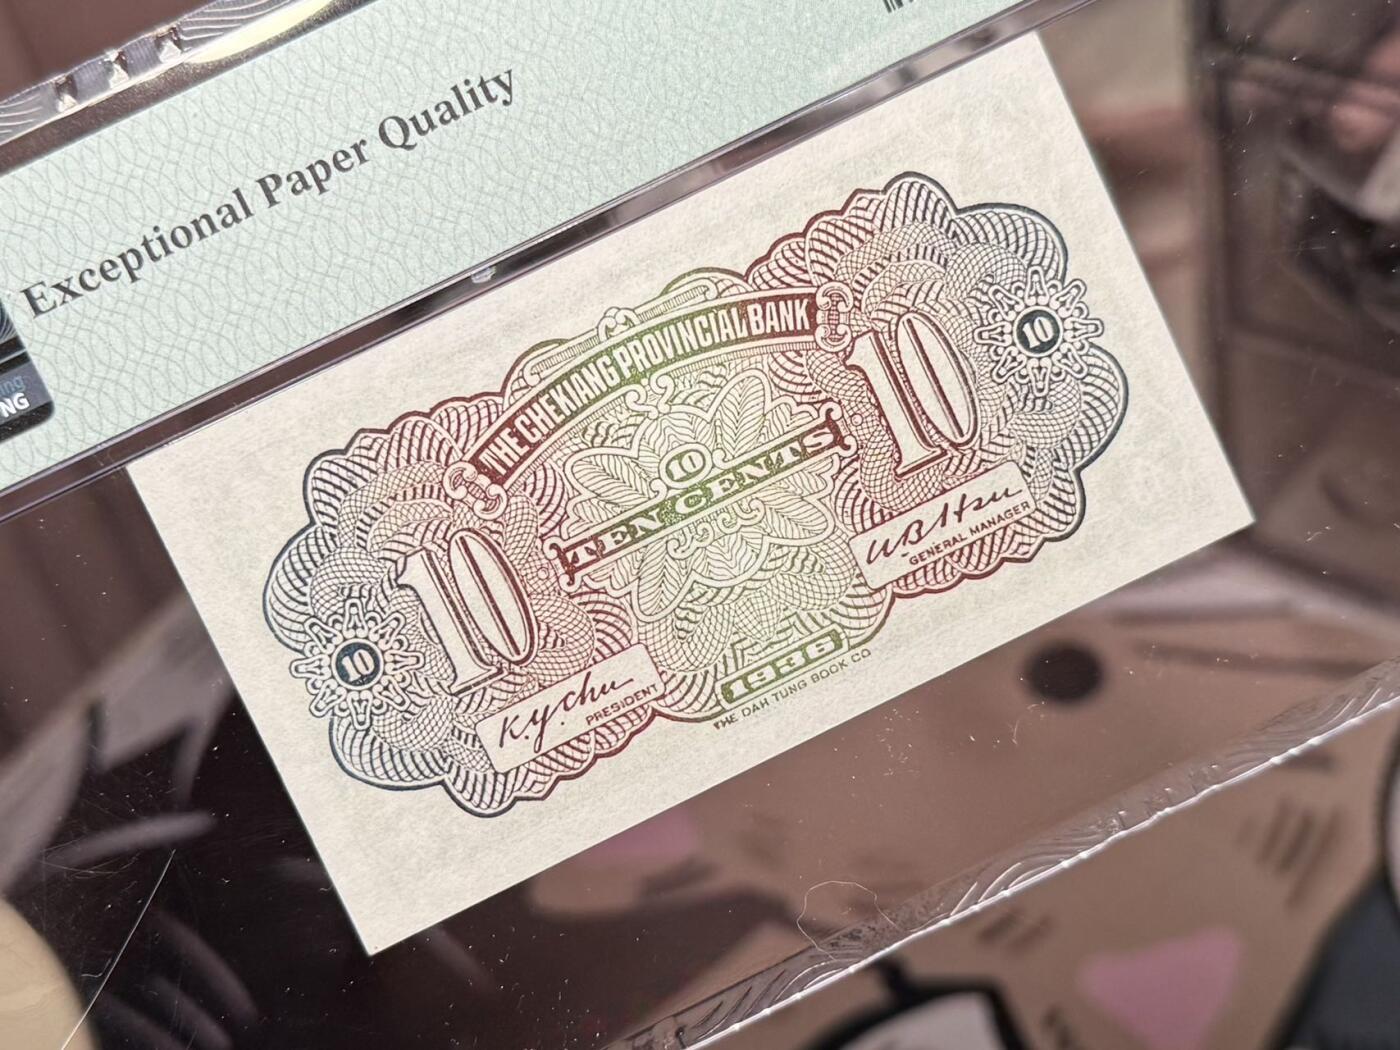 Exceptional Paper Quality
NG
THE CHEKIANG PROVINCIAL BANK
10
10
10
10
10
TEN CENTS
U.B. Hsu
GENERAL MANAGER
K.Y. Chu
PRESIDENT
1936
THE DAH TUNG BOOK CO